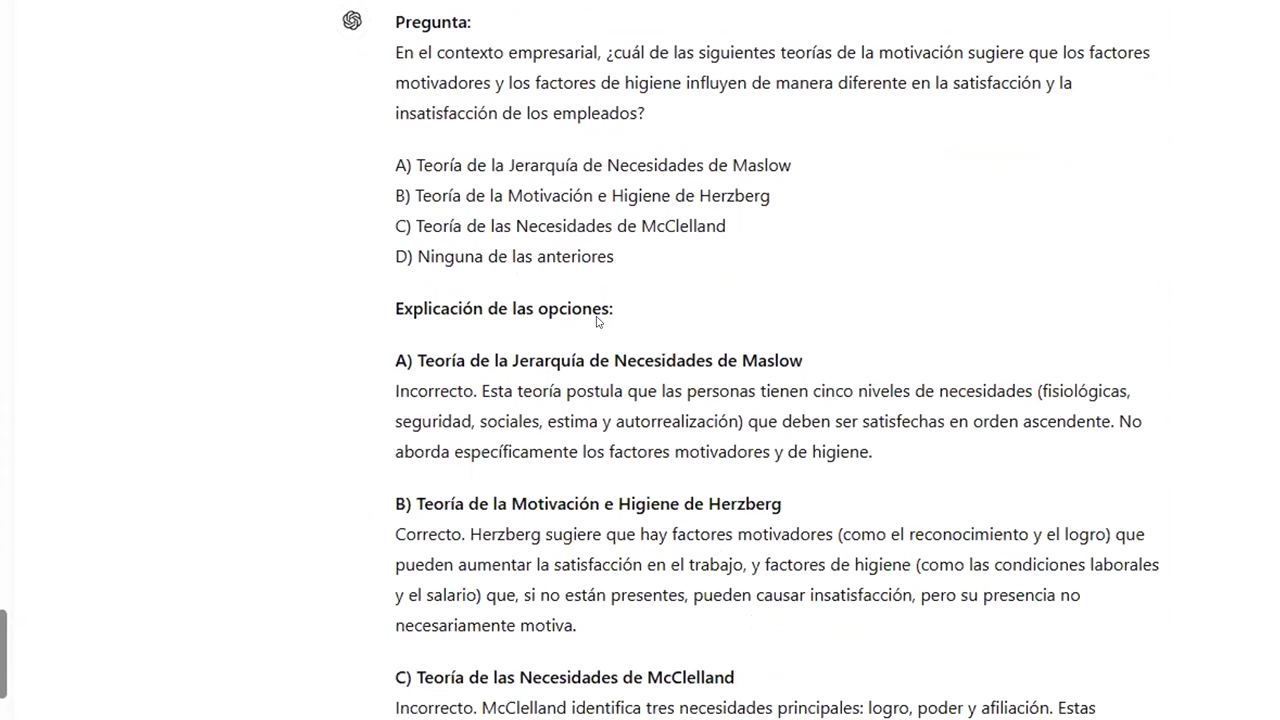 Pregunta:
En el contexto empresarial, ¿cuál de las siguientes teorías de la motivación sugiere que los factores
motivadores y los factores de higiene influyen de manera diferente en la satisfacción y la
insatisfacción de los empleados?
A) Teoría de la Jerarquía de Necesidades de Maslow
B) Teoría de la Motivación e Higiene de Herzberg
C) Teoría de las Necesidades de McClelland
D) Ninguna de las anteriores
Explicación de las opciones:
A) Teoría de la Jerarquía de Necesidades de Maslow
Incorrecto. Esta teoría postula que las personas tienen cinco niveles de necesidades (fisiológicas,
seguridad, sociales, estima y autorrealización) que deben ser satisfechas en orden ascendente. No
aborda específicamente los factores motivadores y de higiene.
B) Teoría de la Motivación e Higiene de Herzberg
Correcto. Herzberg sugiere que hay factores motivadores (como el reconocimiento y el logro) que
pueden aumentar la satisfacción en el trabajo, y factores de higiene (como las condiciones laborales
y el salario) que, si no están presentes, pueden causar insatisfacción, pero su presencia no
necesariamente motiva.
C) Teoría de las Necesidades de McClelland
Incorrecto. McClelland identifica tres necesidades principales: logro, poder y afiliación. Estas